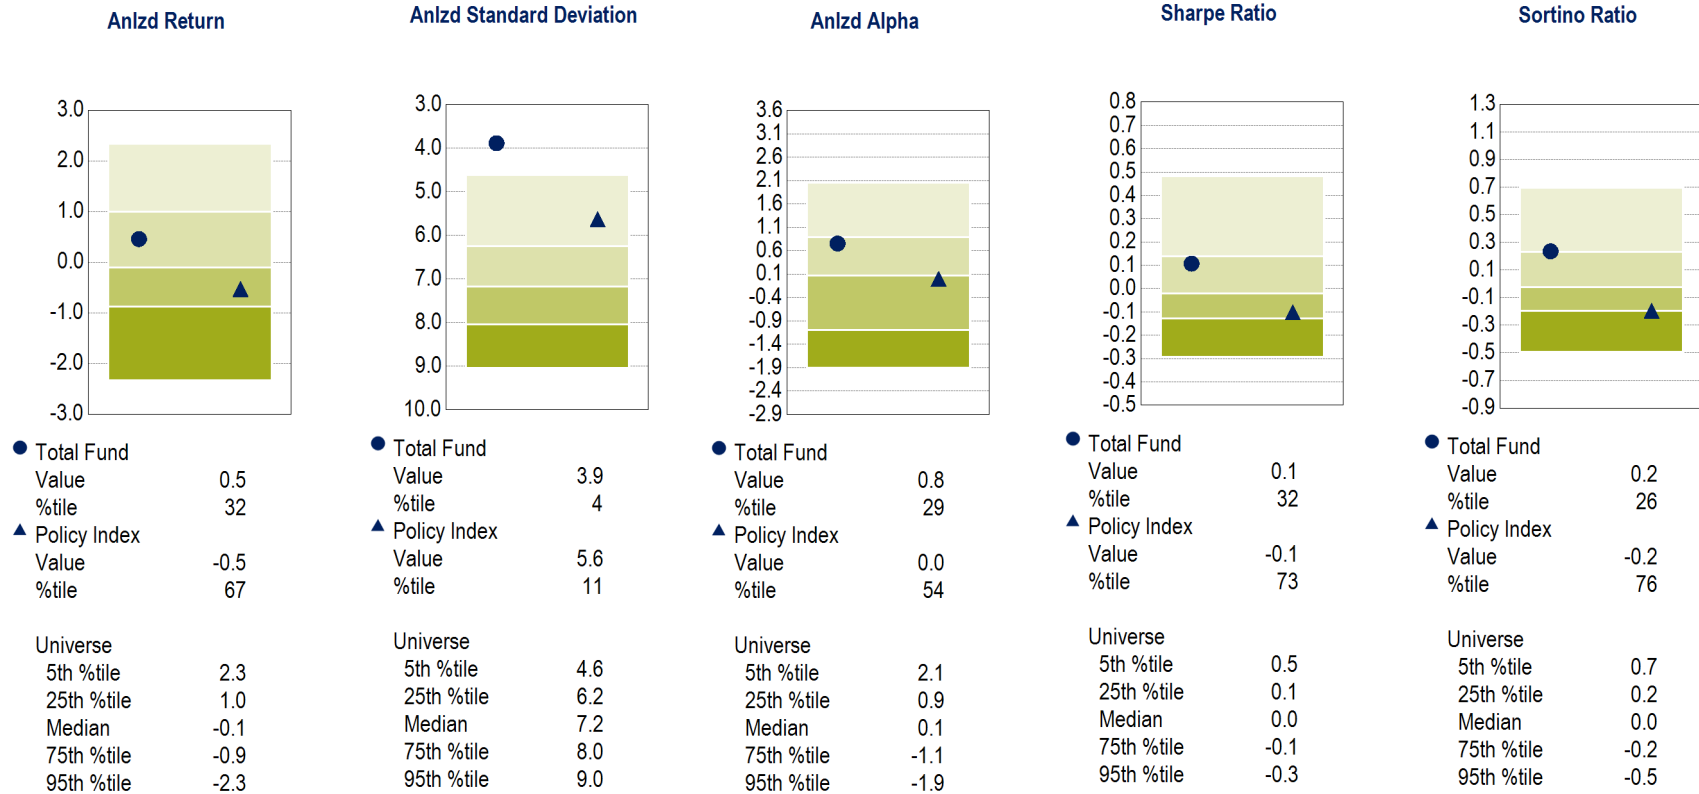 Anlzd Return
3.0
2.0
1.0
0.0
-1.0
-2.0
-3.0
Total Fund
Value 0.5
%tile 32
Policy Index
Value -0.5
%tile 67
Universe
5th %tile 2.3
25th %tile 1.0
Median -0.1
75th %tile -0.9
95th %tile -2.3
Anlzd Standard Deviation
3.0
4.0
5.0
6.0
7.0
8.0
9.0
10.0
Total Fund
Value 3.9
%tile 4
Policy Index
Value 5.6
%tile 11
Universe
5th %tile 4.6
25th %tile 6.2
Median 7.2
75th %tile 8.0
95th %tile 9.0
Anlzd Alpha
3.6
3.1
2.6
2.1
1.6
1.1
0.6
0.1
-0.4
-0.9
-1.4
-1.9
-2.4
-2.9
Total Fund
Value 0.8
%tile 29
Policy Index
Value 0.0
%tile 54
Universe
5th %tile 2.1
25th %tile 0.9
Median 0.1
75th %tile -1.1
95th %tile -1.9
Sharpe Ratio
0.8
0.7
0.6
0.5
0.4
0.3
0.2
0.1
0.0
-0.1
-0.2
-0.3
-0.4
-0.5
Total Fund
Value 0.1
%tile 32
Policy Index
Value -0.1
%tile 73
Universe
5th %tile 0.5
25th %tile 0.1
Median 0.0
75th %tile -0.1
95th %tile -0.3
Sortino Ratio
1.3
1.1
0.9
0.7
0.5
0.3
0.1
-0.1
-0.3
-0.5
-0.7
-0.9
Total Fund
Value 0.2
%tile 26
Policy Index
Value -0.2
%tile 76
Universe
5th %tile 0.7
25th %tile 0.2
Median 0.0
75th %tile -0.2
95th %tile -0.5